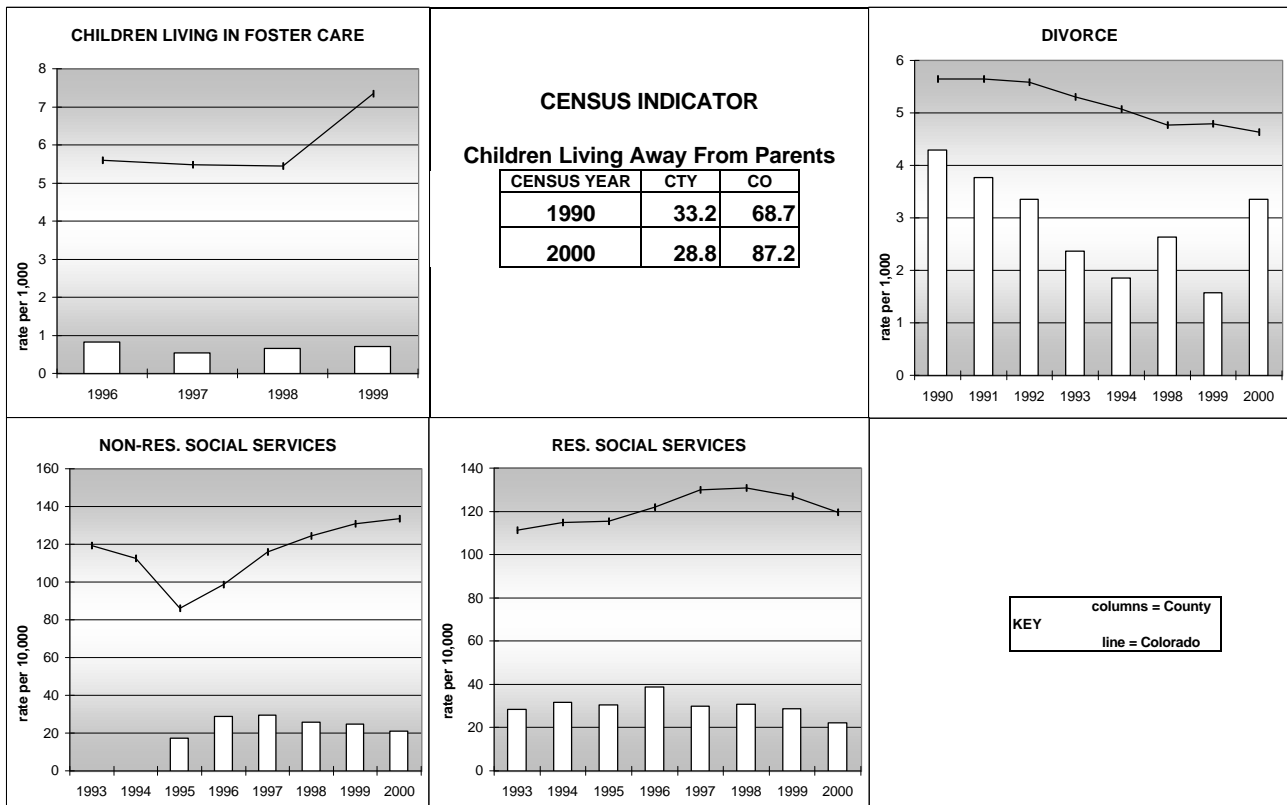 CHILDREN LIVING IN FOSTER CARE
8
7
6
5
4
3
2
1
0
rate per 1,000
1996 1997 1998 1999
CENSUS INDICATOR
Children Living Away From Parents
CENSUS YEAR CTY CO
1990 33.2 68.7
2000 28.8 87.2
DIVORCE
6
5
4
3
2
1
0
rate per 1,000
1990 1991 1992 1993 1994 1998 1999 2000
NON-RES. SOCIAL SERVICES
160
140
120
100
80
60
40
20
0
rate per 10,000
1993 1994 1995 1996 1997 1998 1999 2000
RES. SOCIAL SERVICES
140
120
100
80
60
40
20
0
rate per 10,000
1993 1994 1995 1996 1997 1998 1999 2000
columns = County
KEY
line = Colorado